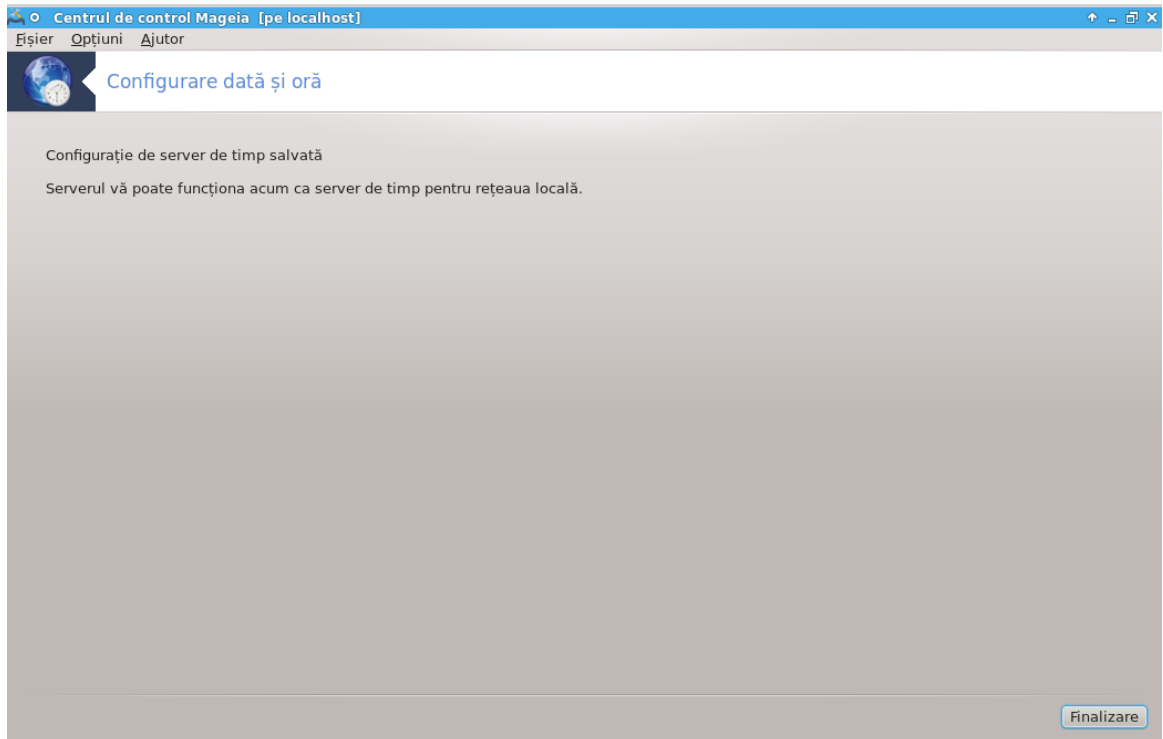 Centrul de control Mageia [pe localhost]
Fișier Opțiuni Ajutor
Configurare dată și oră
Configurație de server de timp salvată
Serverul vă poate funcționa acum ca server de timp pentru rețeaua locală.
Finalizare